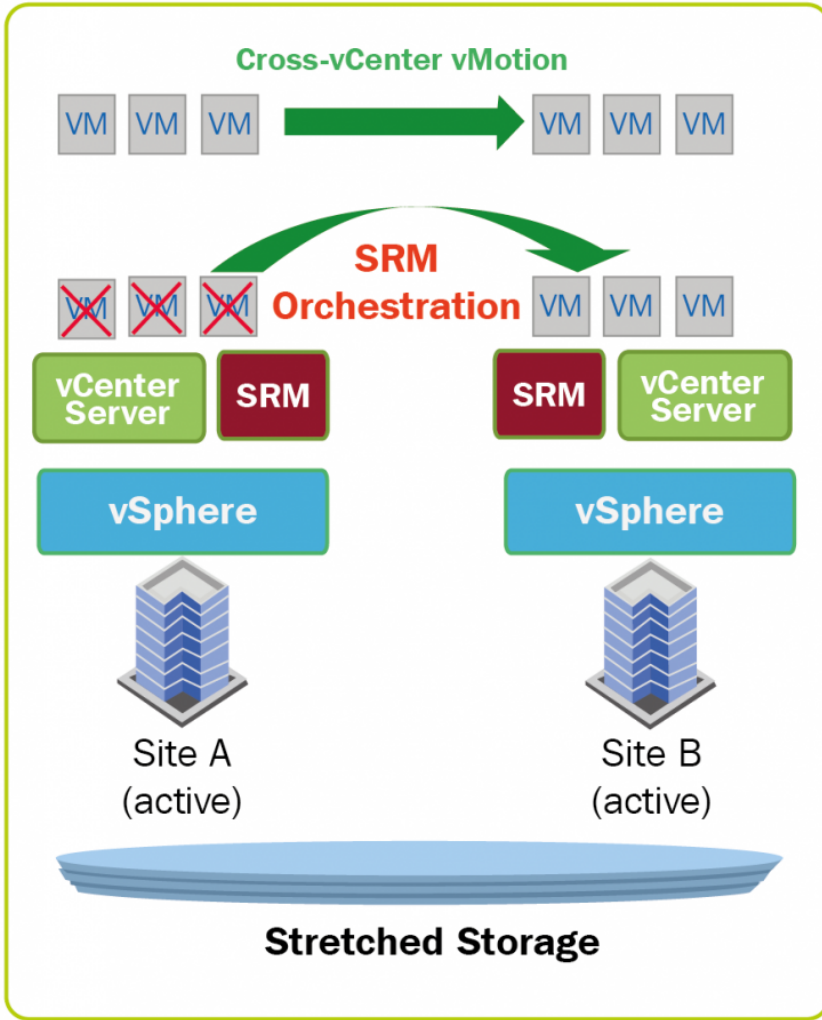 Cross-vCenter vMotion
VM VM VM VM VM VM
SRM
Orchestration
VM VM VM VM VM VM
vCenter
Server
SRM
SRM
vCenter
Server
vSphere
vSphere
Site A
(active)
Site B
(active)
Stretched Storage